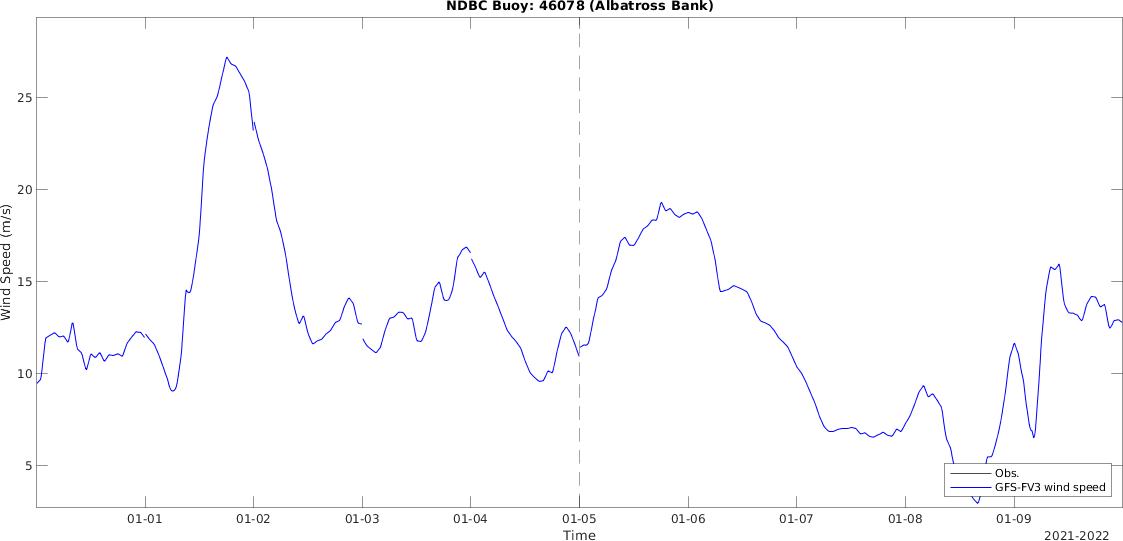 NDBC Buoy: 46078 (Albatross Bank)
Wind Speed (m/s)
25
20
15
10
5
Obs.
GFS-FV3 wind speed
01-01 01-02 01-03 01-04 01-05 01-06 01-07 01-08 01-09
Time
2021-2022